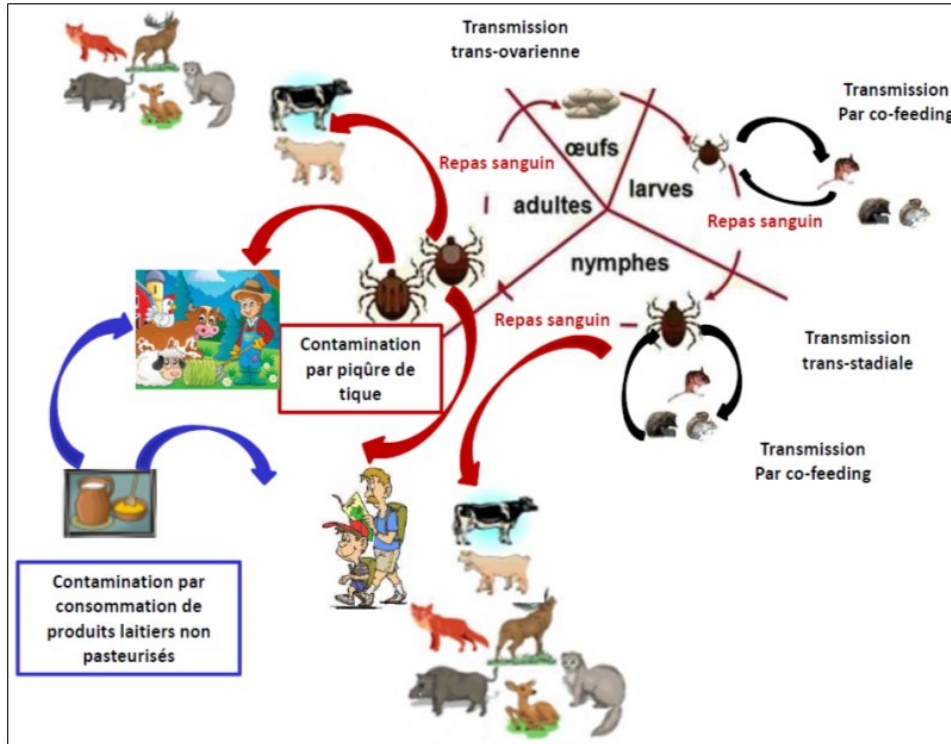 Transmission
trans-ovarienne
Transmission
Par co-feeding
Repas sanguin
œufs
larves
adultes
Repas sanguin
nymphes
Repas sanguin
Contamination
par piqûre de
tique
Transmission
trans-stadiale
Transmission
Par co-feeding
Contamination par
consommation de
produits laitiers non
pasteurisés